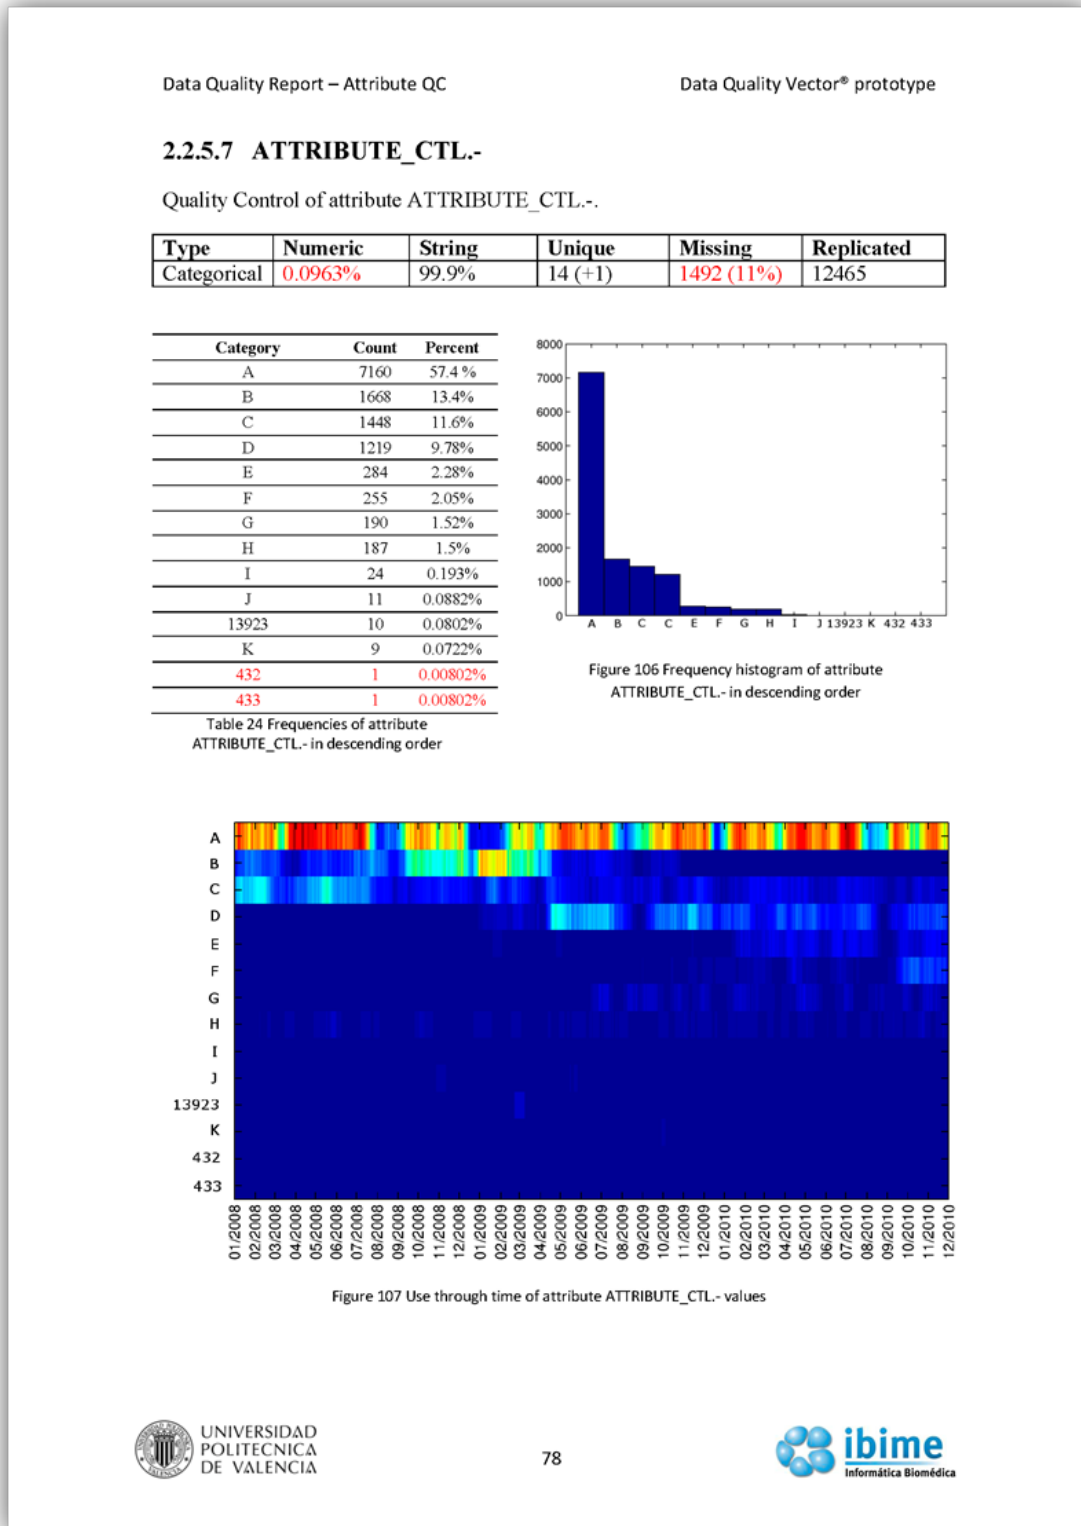 Data Quality Report – Attribute QC Data Quality Vector® prototype
2.2.5.7 ATTRIBUTE_CTL.-
Quality Control of attribute ATTRIBUTE_CTL.-.
Type Numeric String Unique Missing Replicated
Categorical 0.0963% 99.9% 14 (+1) 1492 (11%) 12465
Category Count Percent
A 7160 57.4 %
B 1668 13.4%
C 1448 11.6%
D 1219 9.78%
E 284 2.28%
F 255 2.05%
G 190 1.52%
H 187 1.5%
I 24 0.193%
J 11 0.0882%
13923 10 0.0802%
K 9 0.0722%
432 1 0.00802%
433 1 0.00802%
Table 24 Frequencies of attribute
ATTRIBUTE_CTL.- in descending order
8000
7000
6000
5000
4000
3000
2000
1000
0
A B C C E F G H I J 13923 K 432 433
Figure 106 Frequency histogram of attribute
ATTRIBUTE_CTL.- in descending order
A
B
C
D
E
F
G
H
I
J
13923
K
432
433
01/2008 02/2008 03/2008 04/2008 05/2008 06/2008 07/2008 08/2008 09/2008 10/2008 11/2008 12/2008 01/2009 02/2009 03/2009 04/2009 05/2009 06/2009 07/2009 08/2009 09/2009 10/2009 11/2009 12/2009 01/2010 02/2010 03/2010 04/2010 05/2010 06/2010 07/2010 08/2010 09/2010 10/2010 11/2010 12/2010
Figure 107 Use through time of attribute ATTRIBUTE_CTL.- values
UNIVERSIDAD
POLITECNICA
DE VALENCIA
78
ibime
Informática Biomédica